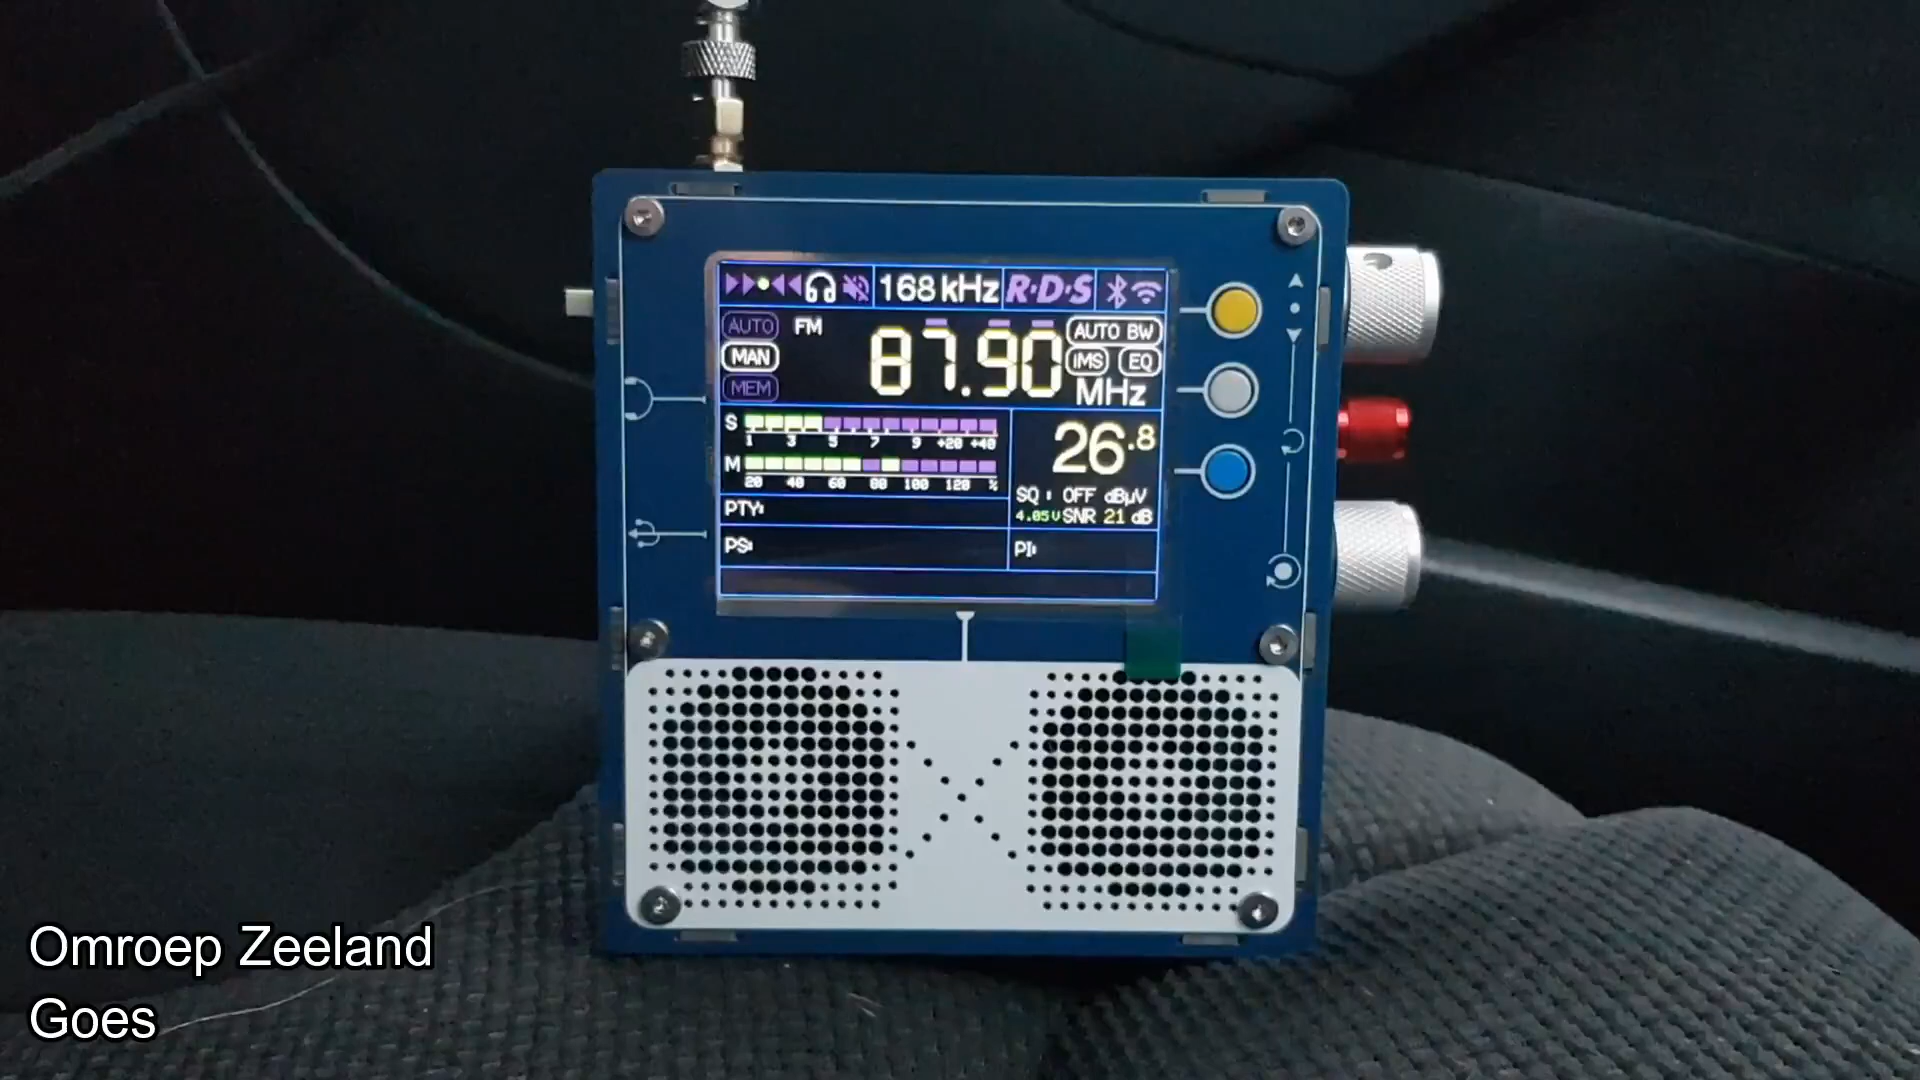 168 kHz R·D·S
AUTO FM 87.90 MHz AUTO BW
MAN iMS EQ
MEM
S 1 3 5 7 9 +20 +40
M 20 40 60 80 100 120 %
26.8
SQ: OFF dBµV
4.05V SNR 21 dB
PTY:
PS: PI:
Omroep Zeeland
Goes